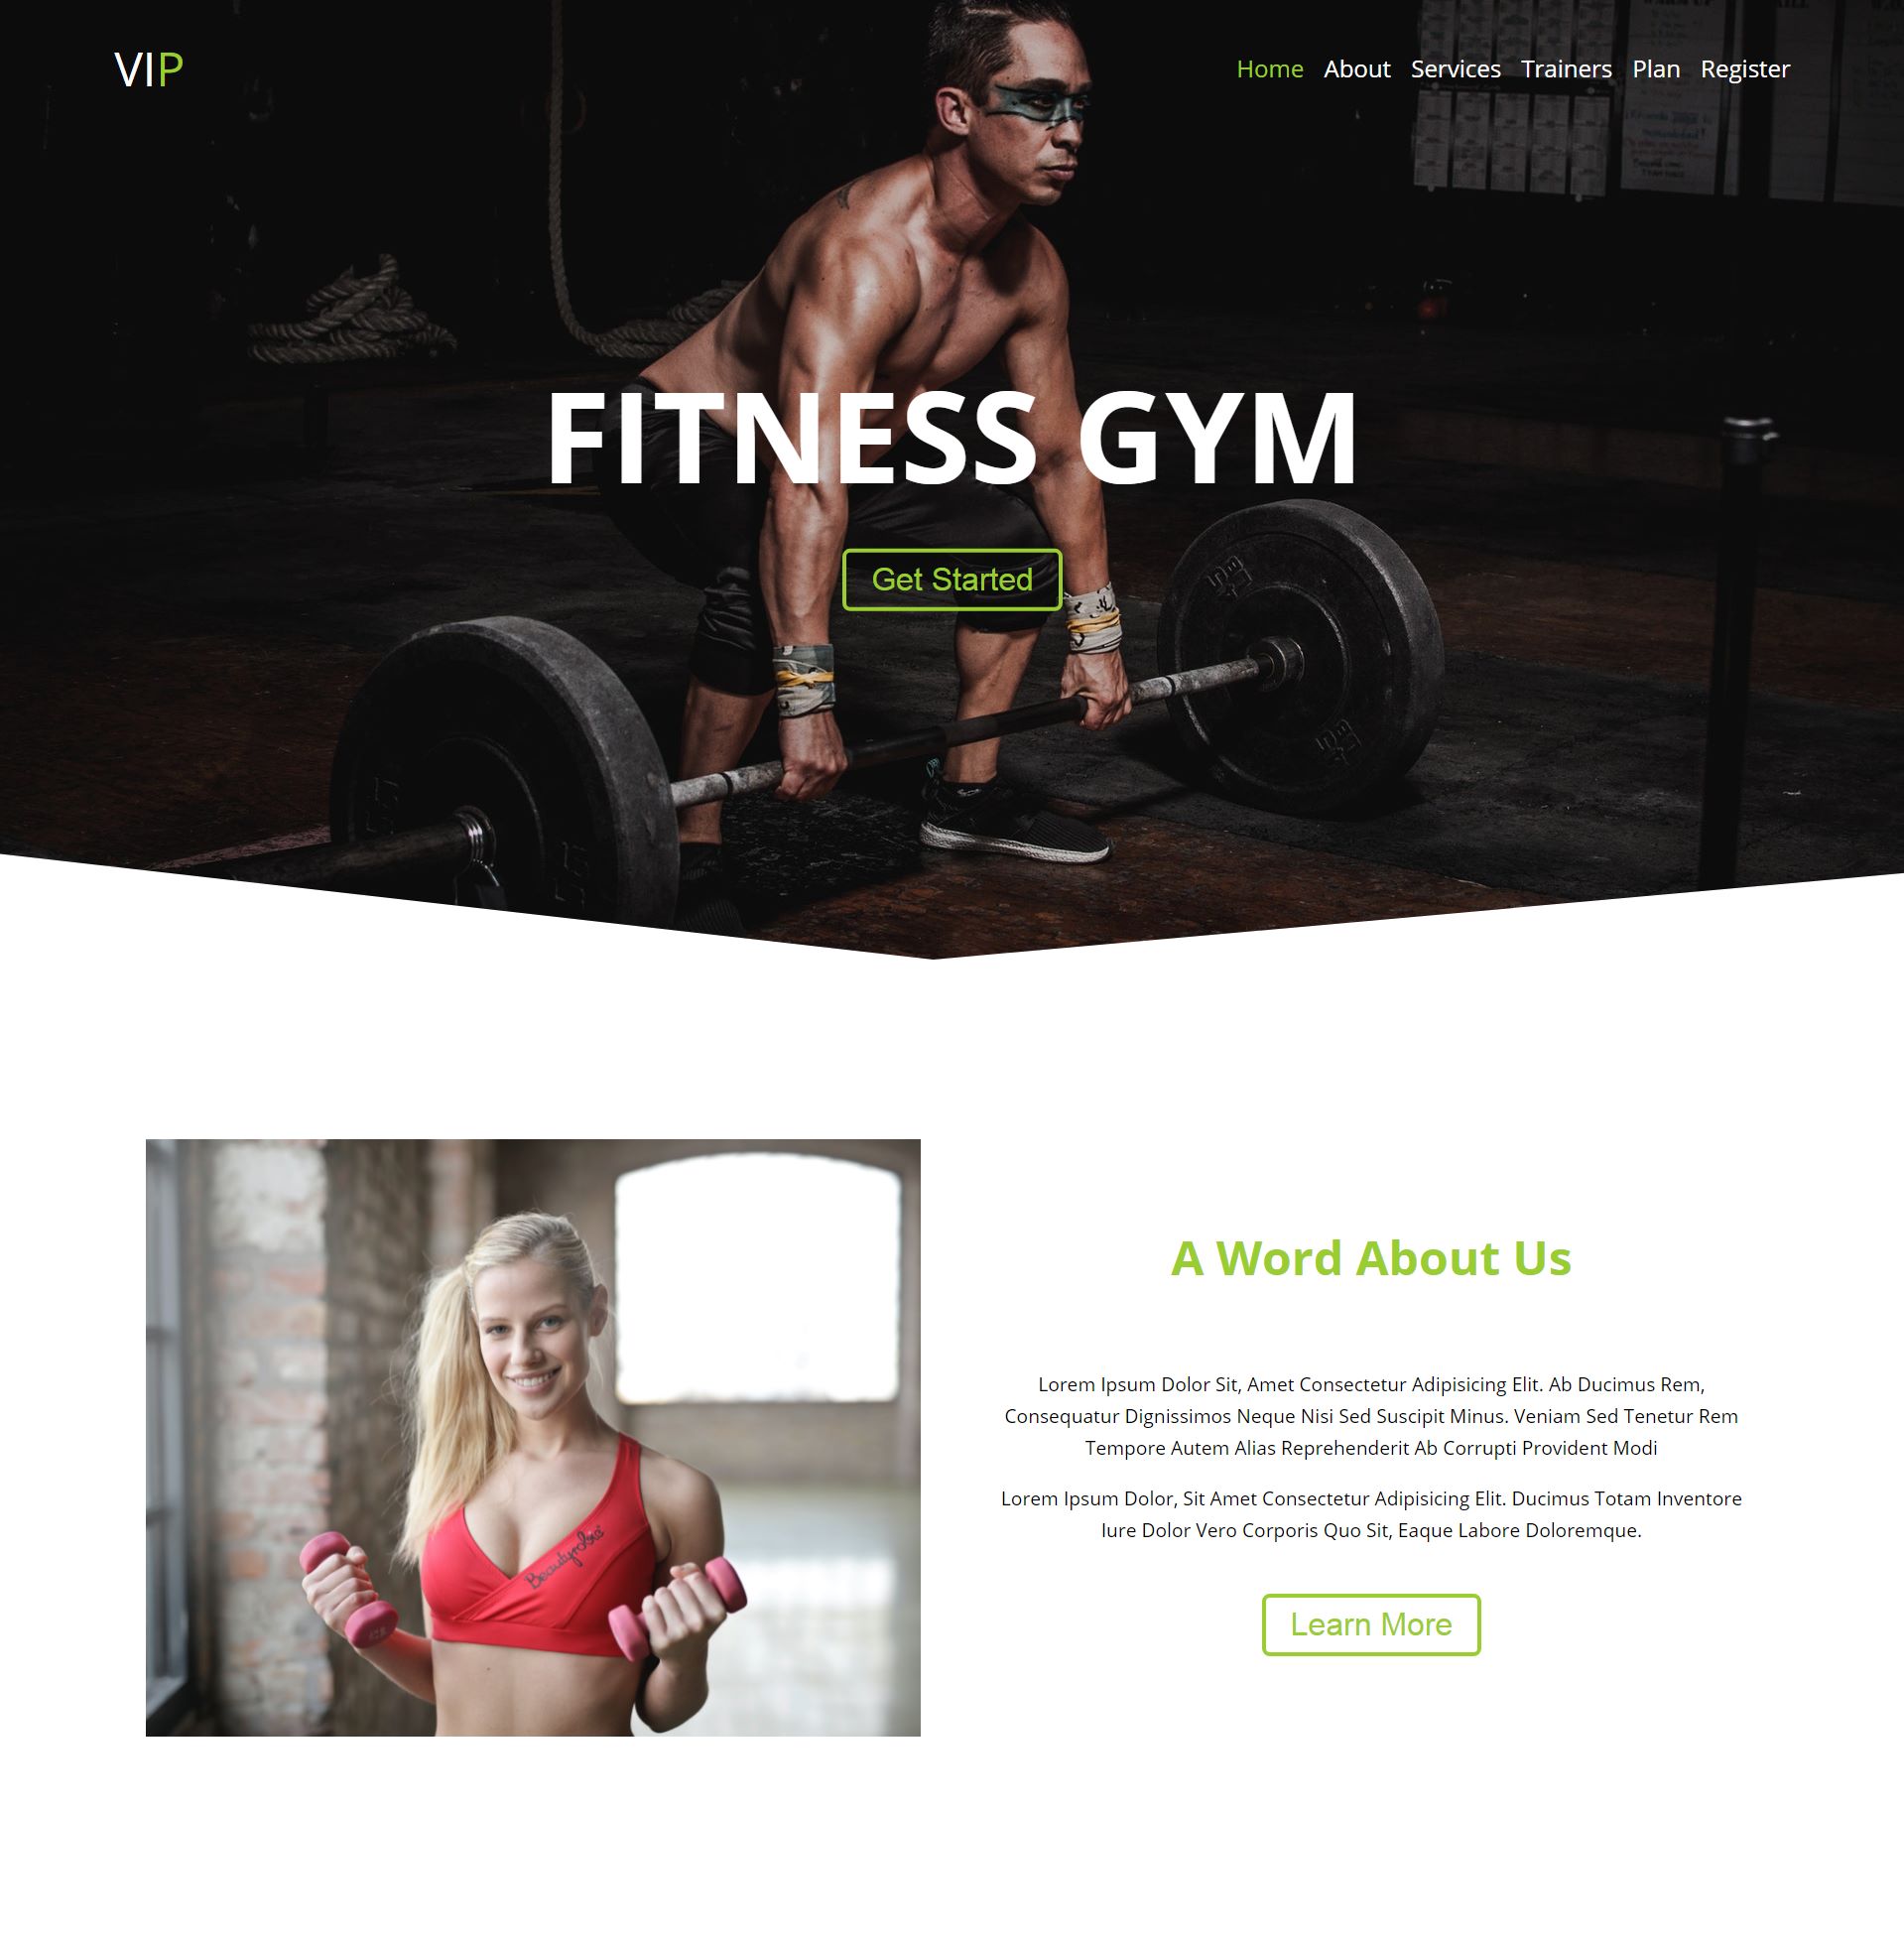 VIP
Home About Services Trainers Plan Register
FITNESS GYM
Get Started
A Word About Us
Lorem Ipsum Dolor Sit, Amet Consectetur Adipisicing Elit. Ab Ducimus Rem,
Consequatur Dignissimos Neque Nisi Sed Suscipit Minus. Veniam Sed Tenetur Rem
Tempore Autem Alias Reprehenderit Ab Corrupti Provident Modi
Lorem Ipsum Dolor, Sit Amet Consectetur Adipisicing Elit. Ducimus Totam Inventore
Iure Dolor Vero Corporis Quo Sit, Eaque Labore Doloremque.
Beautyrobic
Learn More